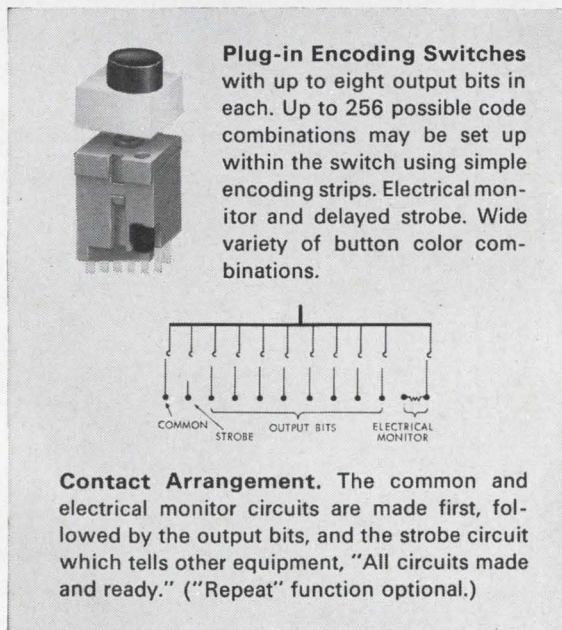 Plug-in Encoding Switches
with up to eight output bits in
each. Up to 256 possible code
combinations may be set up
within the switch using simple
encoding strips. Electrical mon-
itor and delayed strobe. Wide
variety of button color com-
binations.
COMMON
STROBE
OUTPUT BITS
ELECTRICAL
MONITOR
Contact Arrangement. The common and
electrical monitor circuits are made first, fol-
lowed by the output bits, and the strobe circuit
which tells other equipment, "All circuits made
and ready." ("Repeat" function optional.)